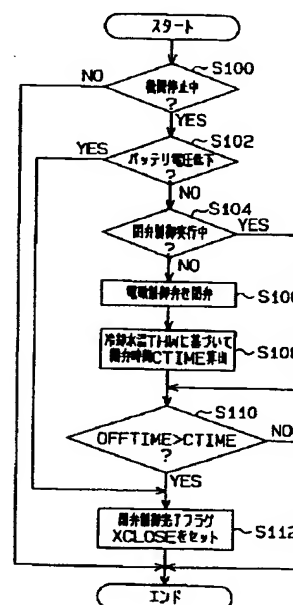 スタート
S100
NO
機関停止中
?
YES
S102
YES
バッテリ電圧低下
?
NO
S104
閉弁制御実行中
YES
?
NO
電磁制御弁を閉弁
S106
冷却水温THWに基づいて
閉弁時間CTIME算出
S108
S110
OFFTIME>CTIME
NO
?
YES
閉弁制御完了フラグ
XCLOSEをセット
S112
エンド